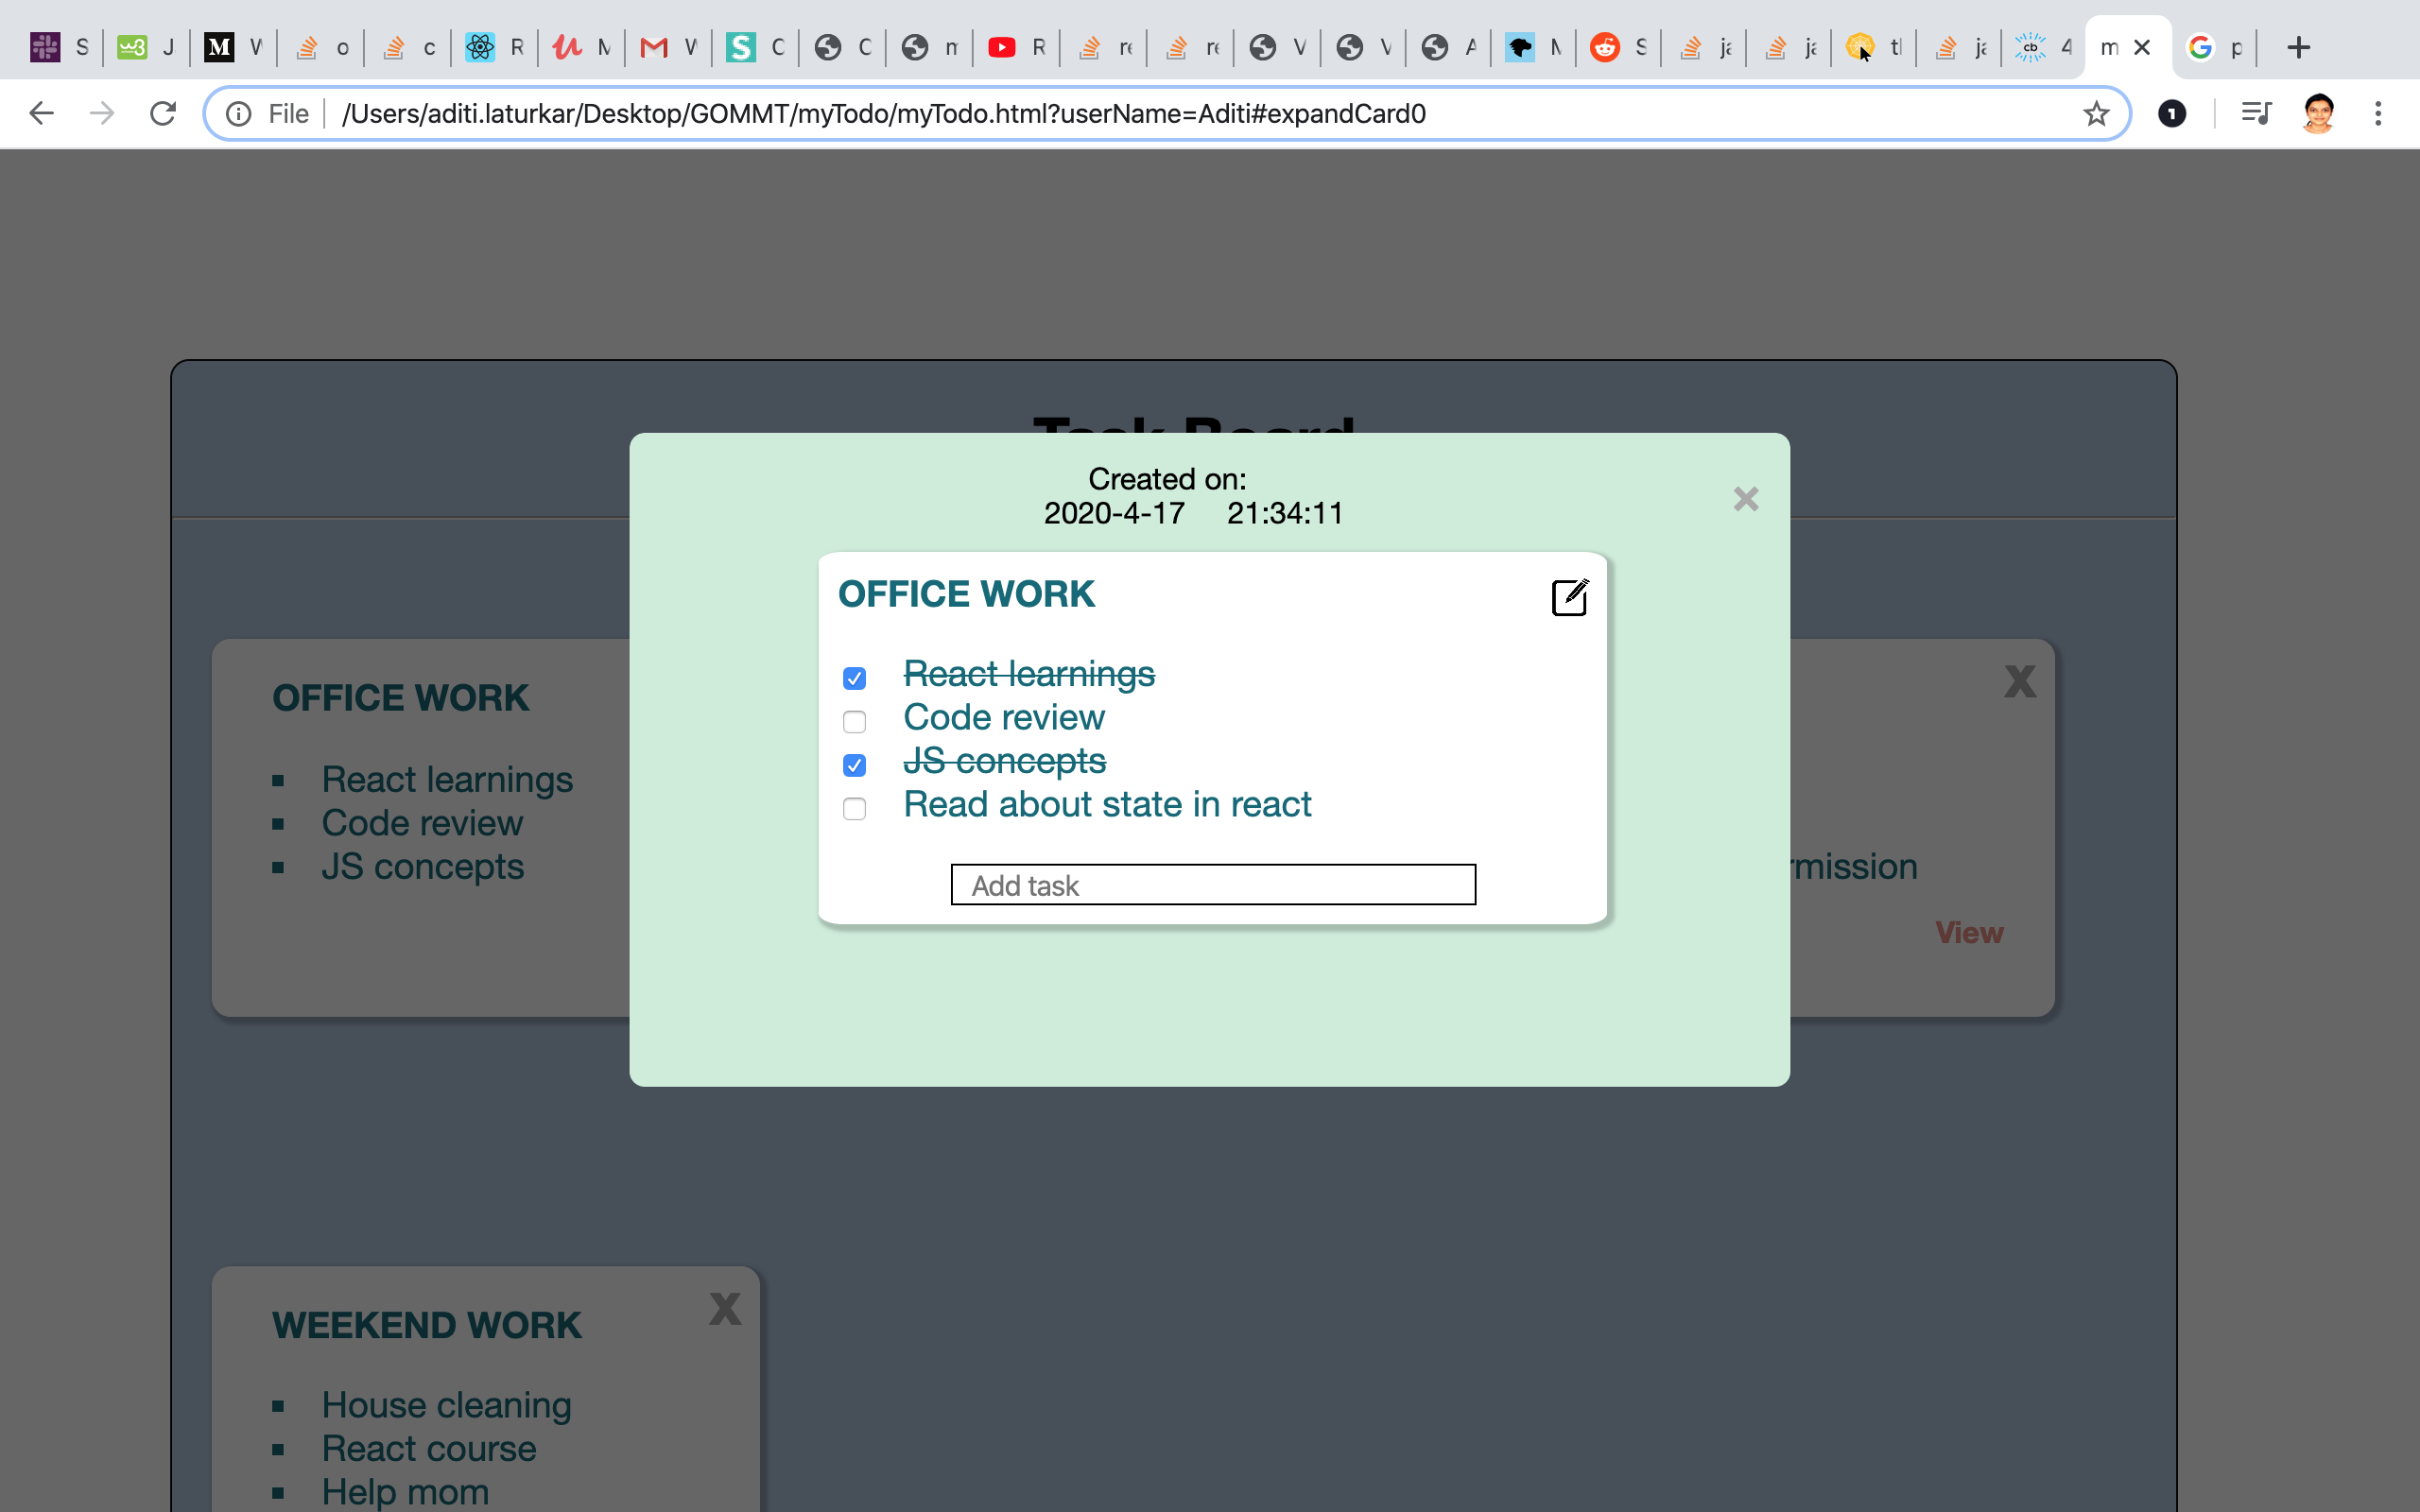 S J W o c R M W C C m R re re V V A M S ja ja tl ja 4 m p
File /Users/aditi.laturkar/Desktop/GOMMT/myTodo/myTodo.html?userName=Aditi#expandCard0
Task Board
Created on:
2020-4-17 21:34:11
OFFICE WORK
React learnings
Code review
JS concepts
Read about state in react
Add task
OFFICE WORK
React learnings
Code review
JS concepts
X
rmission
View
WEEKEND WORK
X
House cleaning
React course
Help mom